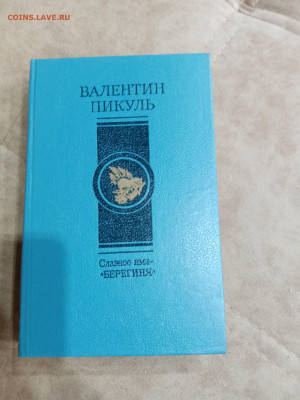 COINS.LAVE.RU
ВАЛЕНТИН
ПИКУЛЬ
Славное имя-
«БЕРЕГИНЯ»